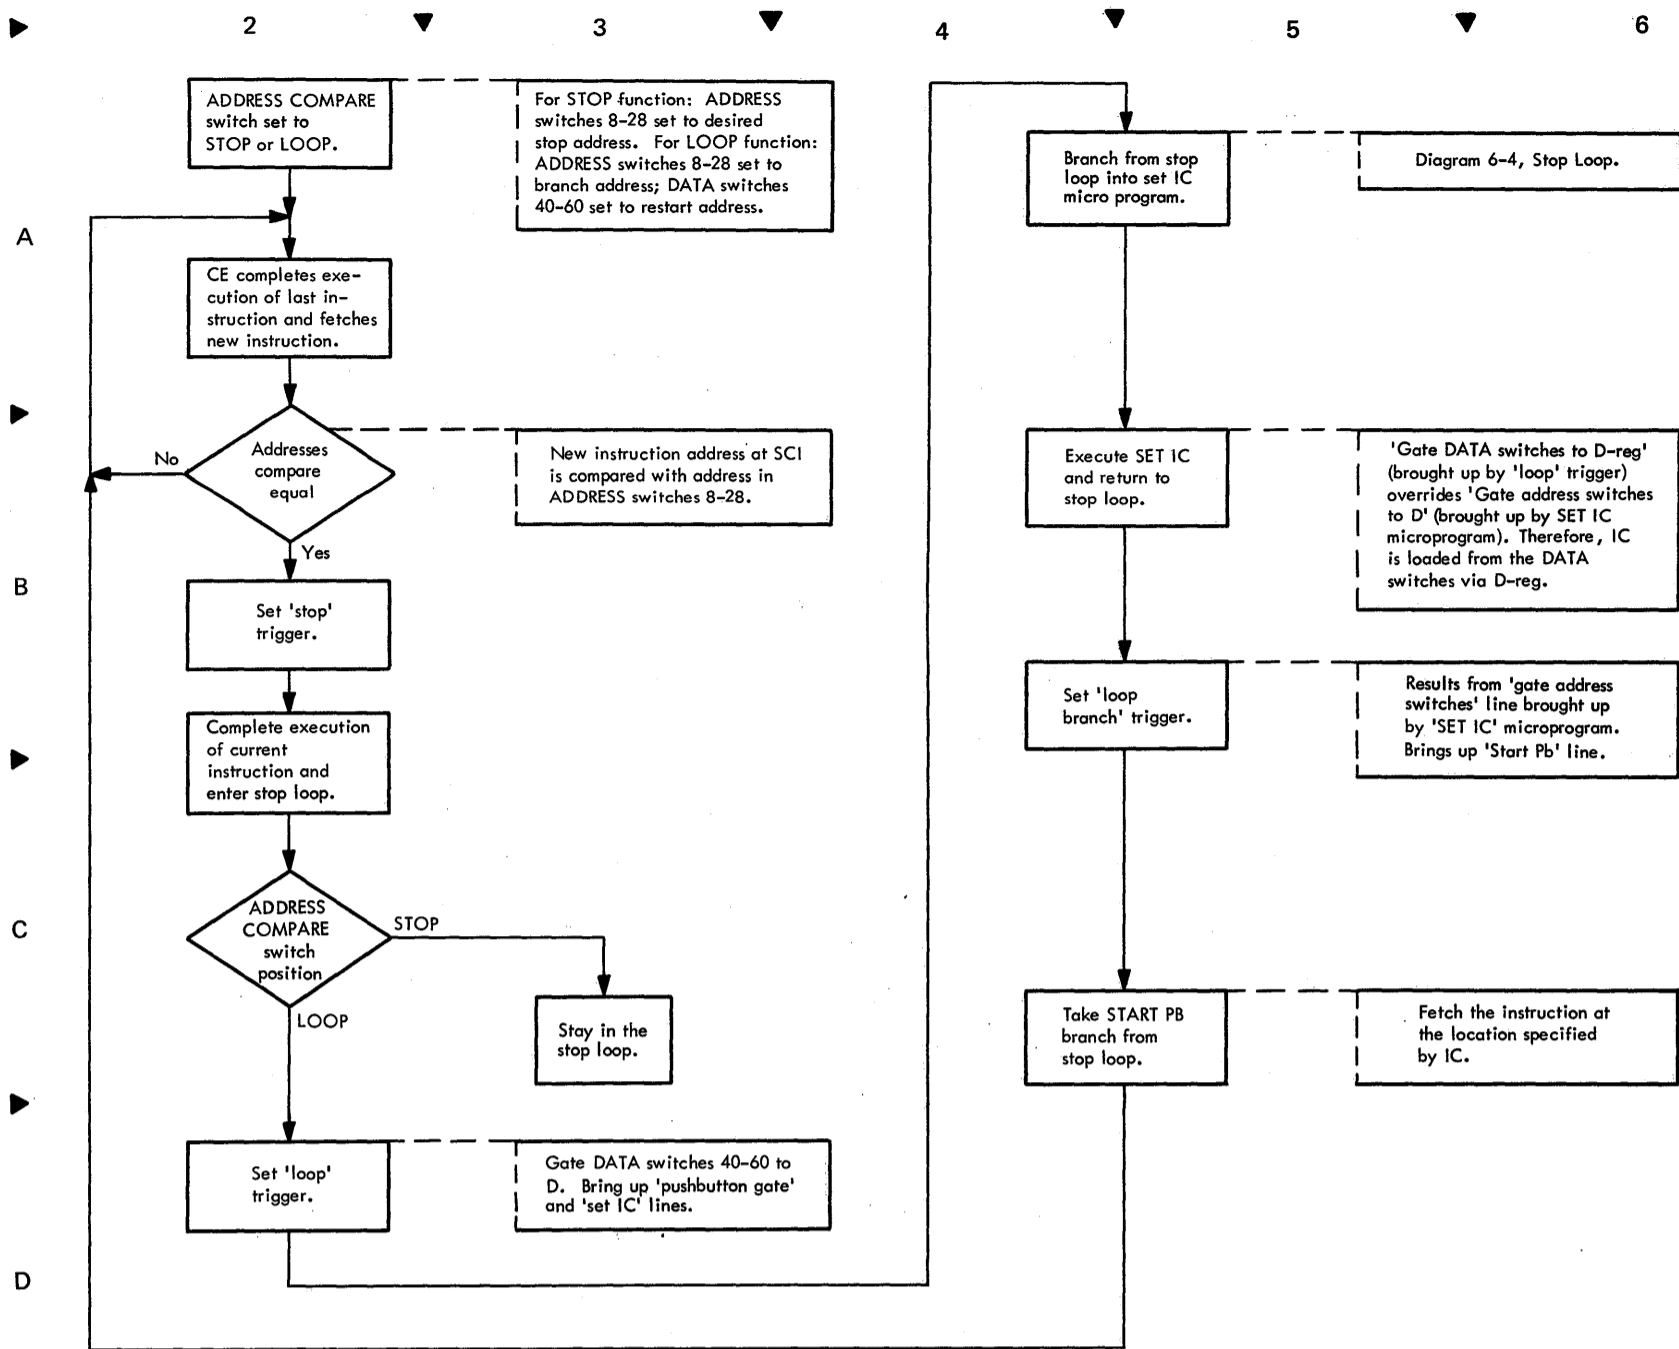 2
3
4
5
6
A
B
C
D
ADDRESS COMPARE
switch set to
STOP or LOOP.
For STOP function: ADDRESS
switches 8-28 set to desired
stop address. For LOOP function:
ADDRESS switches 8-28 set to
branch address; DATA switches
40-60 set to restart address.
CE completes exe-
cution of last in-
struction and fetches
new instruction.
Addresses
compare
equal
No
Yes
New instruction address at SCI
is compared with address in
ADDRESS switches 8-28.
Set 'stop'
trigger.
Complete execution
of current
instruction and
enter stop loop.
ADDRESS
COMPARE
switch
position
STOP
LOOP
Stay in the
stop loop.
Set 'loop'
trigger.
Gate DATA switches 40-60 to
D. Bring up 'pushbutton gate'
and 'set IC' lines.
Branch from stop
loop into set IC
micro program.
Diagram 6-4, Stop Loop.
Execute SET IC
and return to
stop loop.
'Gate DATA switches to D-reg'
(brought up by 'loop' trigger)
overrides 'Gate address switches
to D' (brought up by SET IC
microprogram). Therefore, IC
is loaded from the DATA
switches via D-reg.
Set 'loop
branch' trigger.
Results from 'gate address
switches' line brought up
by 'SET IC' microprogram.
Brings up 'Start Pb' line.
Take START PB
branch from
stop loop.
Fetch the instruction at
the location specified
by IC.